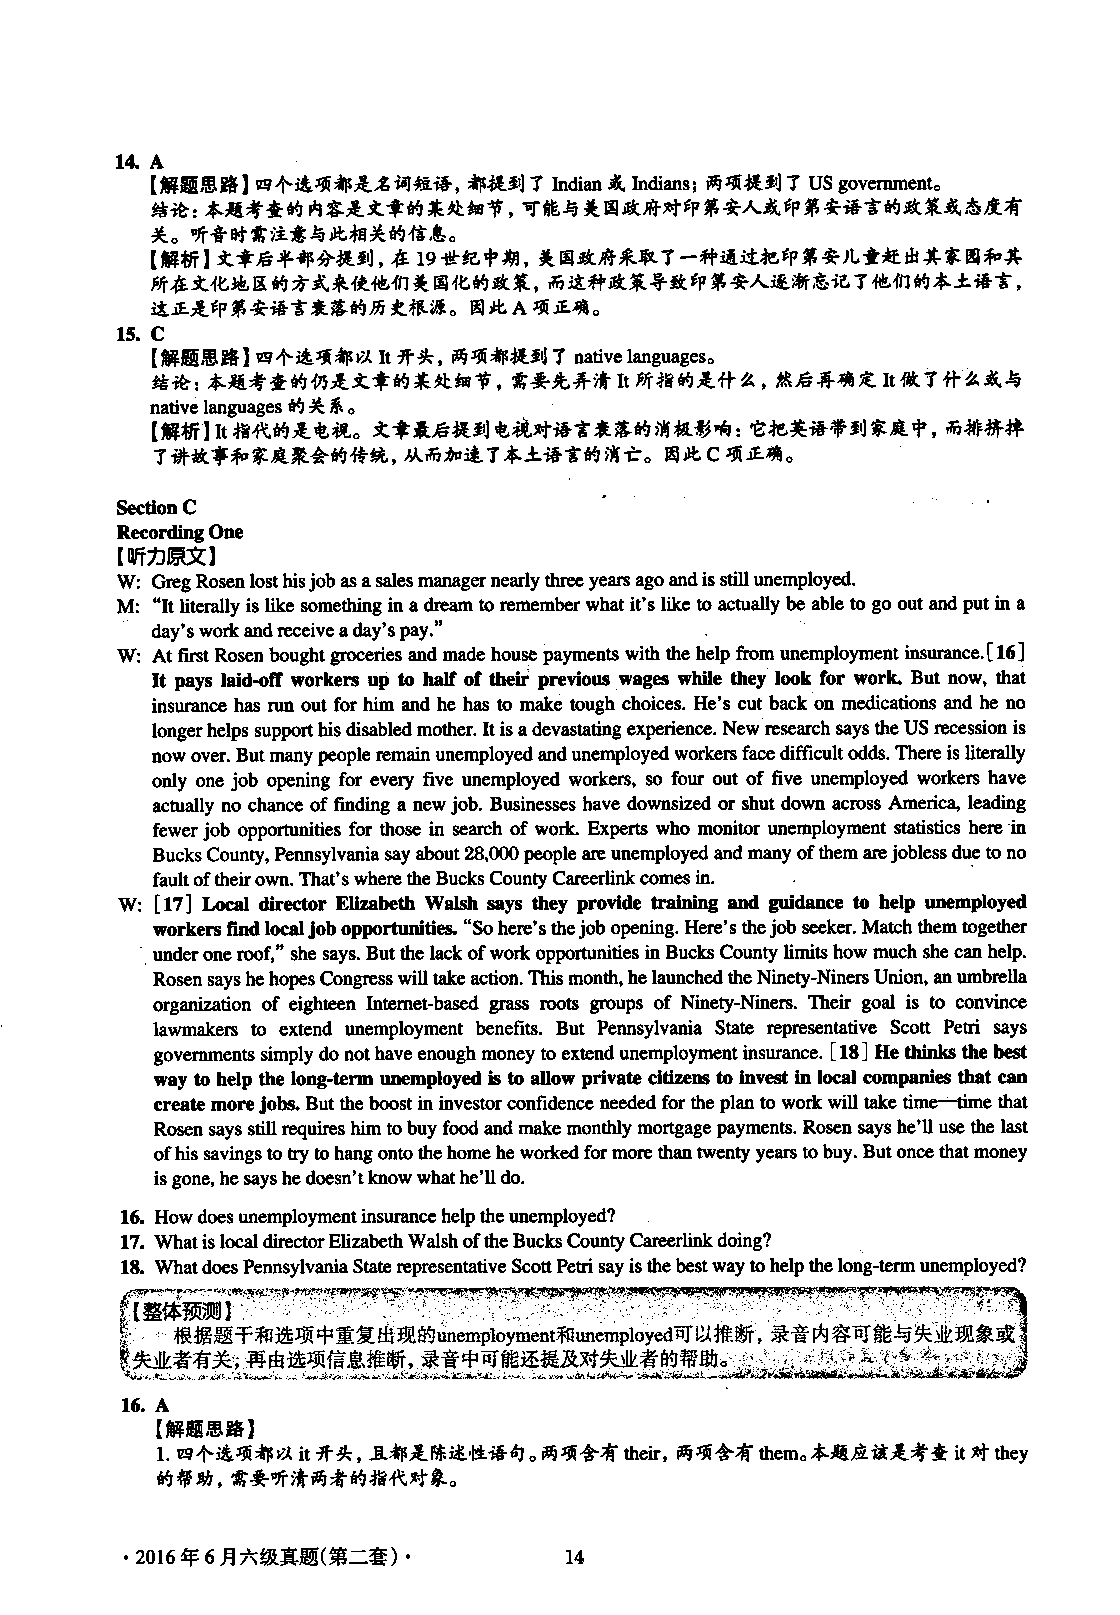 14. A
【解题思路】四个选项都是名词短语，都提到了 Indian 或 Indians；两项提到了 US government。
结论：本题考查的内容是文章的某处细节，可能与美国政府对印第安人或印第安语言的政策或态度有
关。听音时需注意与此相关的信息。
【解析】文章后半部分提到，在 19 世纪中期，美国政府采取了一种通过把印第安儿童赶出其家园和其
所在文化地区的方式来使他们美国化的政策，而这种政策导致印第安人逐渐忘记了他们的本土语言，
这正是印第安语言衰落的历史根源。因此 A 项正确。
15. C
【解题思路】四个选项都以 It 开头，两项都提到了 native languages。
结论：本题考查的仍是文章的某处细节，需要先弄清 It 所指的是什么，然后再确定 It 做了什么或与
native languages 的关系。
【解析】It 指代的是电视。文章最后提到电视对语言衰落的消极影响：它把英语带到家庭中，而排挤掉
了讲故事和家庭聚会的传统，从而加速了本土语言的消亡。因此 C 项正确。
Section C
Recording One
【听力原文】
W: Greg Rosen lost his job as a sales manager nearly three years ago and is still unemployed.
M: “It literally is like something in a dream to remember what it’s like to actually be able to go out and put in a
day’s work and receive a day’s pay.”
W: At first Rosen bought groceries and made house payments with the help from unemployment insurance.[16]
It pays laid-off workers up to half of their previous wages while they look for work. But now, that
insurance has run out for him and he has to make tough choices. He’s cut back on medications and he no
longer helps support his disabled mother. It is a devastating experience. New research says the US recession is
now over. But many people remain unemployed and unemployed workers face difficult odds. There is literally
only one job opening for every five unemployed workers, so four out of five unemployed workers have
actually no chance of finding a new job. Businesses have downsized or shut down across America, leading
fewer job opportunities for those in search of work. Experts who monitor unemployment statistics here in
Bucks County, Pennsylvania say about 28,000 people are unemployed and many of them are jobless due to no
fault of their own. That’s where the Bucks County Careerlink comes in.
W: [17] Local director Elizabeth Walsh says they provide training and guidance to help unemployed
workers find local job opportunities. “So here’s the job opening. Here’s the job seeker. Match them together
under one roof,” she says. But the lack of work opportunities in Bucks County limits how much she can help.
Rosen says he hopes Congress will take action. This month, he launched the Ninety-Niners Union, an umbrella
organization of eighteen Internet-based grass roots groups of Ninety-Niners. Their goal is to convince
lawmakers to extend unemployment benefits. But Pennsylvania State representative Scott Petri says
governments simply do not have enough money to extend unemployment insurance. [18] He thinks the best
way to help the long-term unemployed is to allow private citizens to invest in local companies that can
create more jobs. But the boost in investor confidence needed for the plan to work will take time—time that
Rosen says still requires him to buy food and make monthly mortgage payments. Rosen says he’ll use the last
of his savings to try to hang onto the home he worked for more than twenty years to buy. But once that money
is gone, he says he doesn’t know what he’ll do.
16. How does unemployment insurance help the unemployed?
17. What is local director Elizabeth Walsh of the Bucks County Careerlink doing?
18. What does Pennsylvania State representative Scott Petri say is the best way to help the long-term unemployed?
【整体预测】
根据题干和选项中重复出现的unemployment和unemployed可以推断，录音内容可能与失业现象或
失业者有关；再由选项信息推断，录音中可能还提及对失业者的帮助。
16. A
【解题思路】
1. 四个选项都以 it 开头，且都是陈述性语句。两项含有 their，两项含有 them。本题应该是考查 it 对 they
的帮助，需要听清两者的指代对象。
· 2016 年 6 月六级真题(第二套) · 14